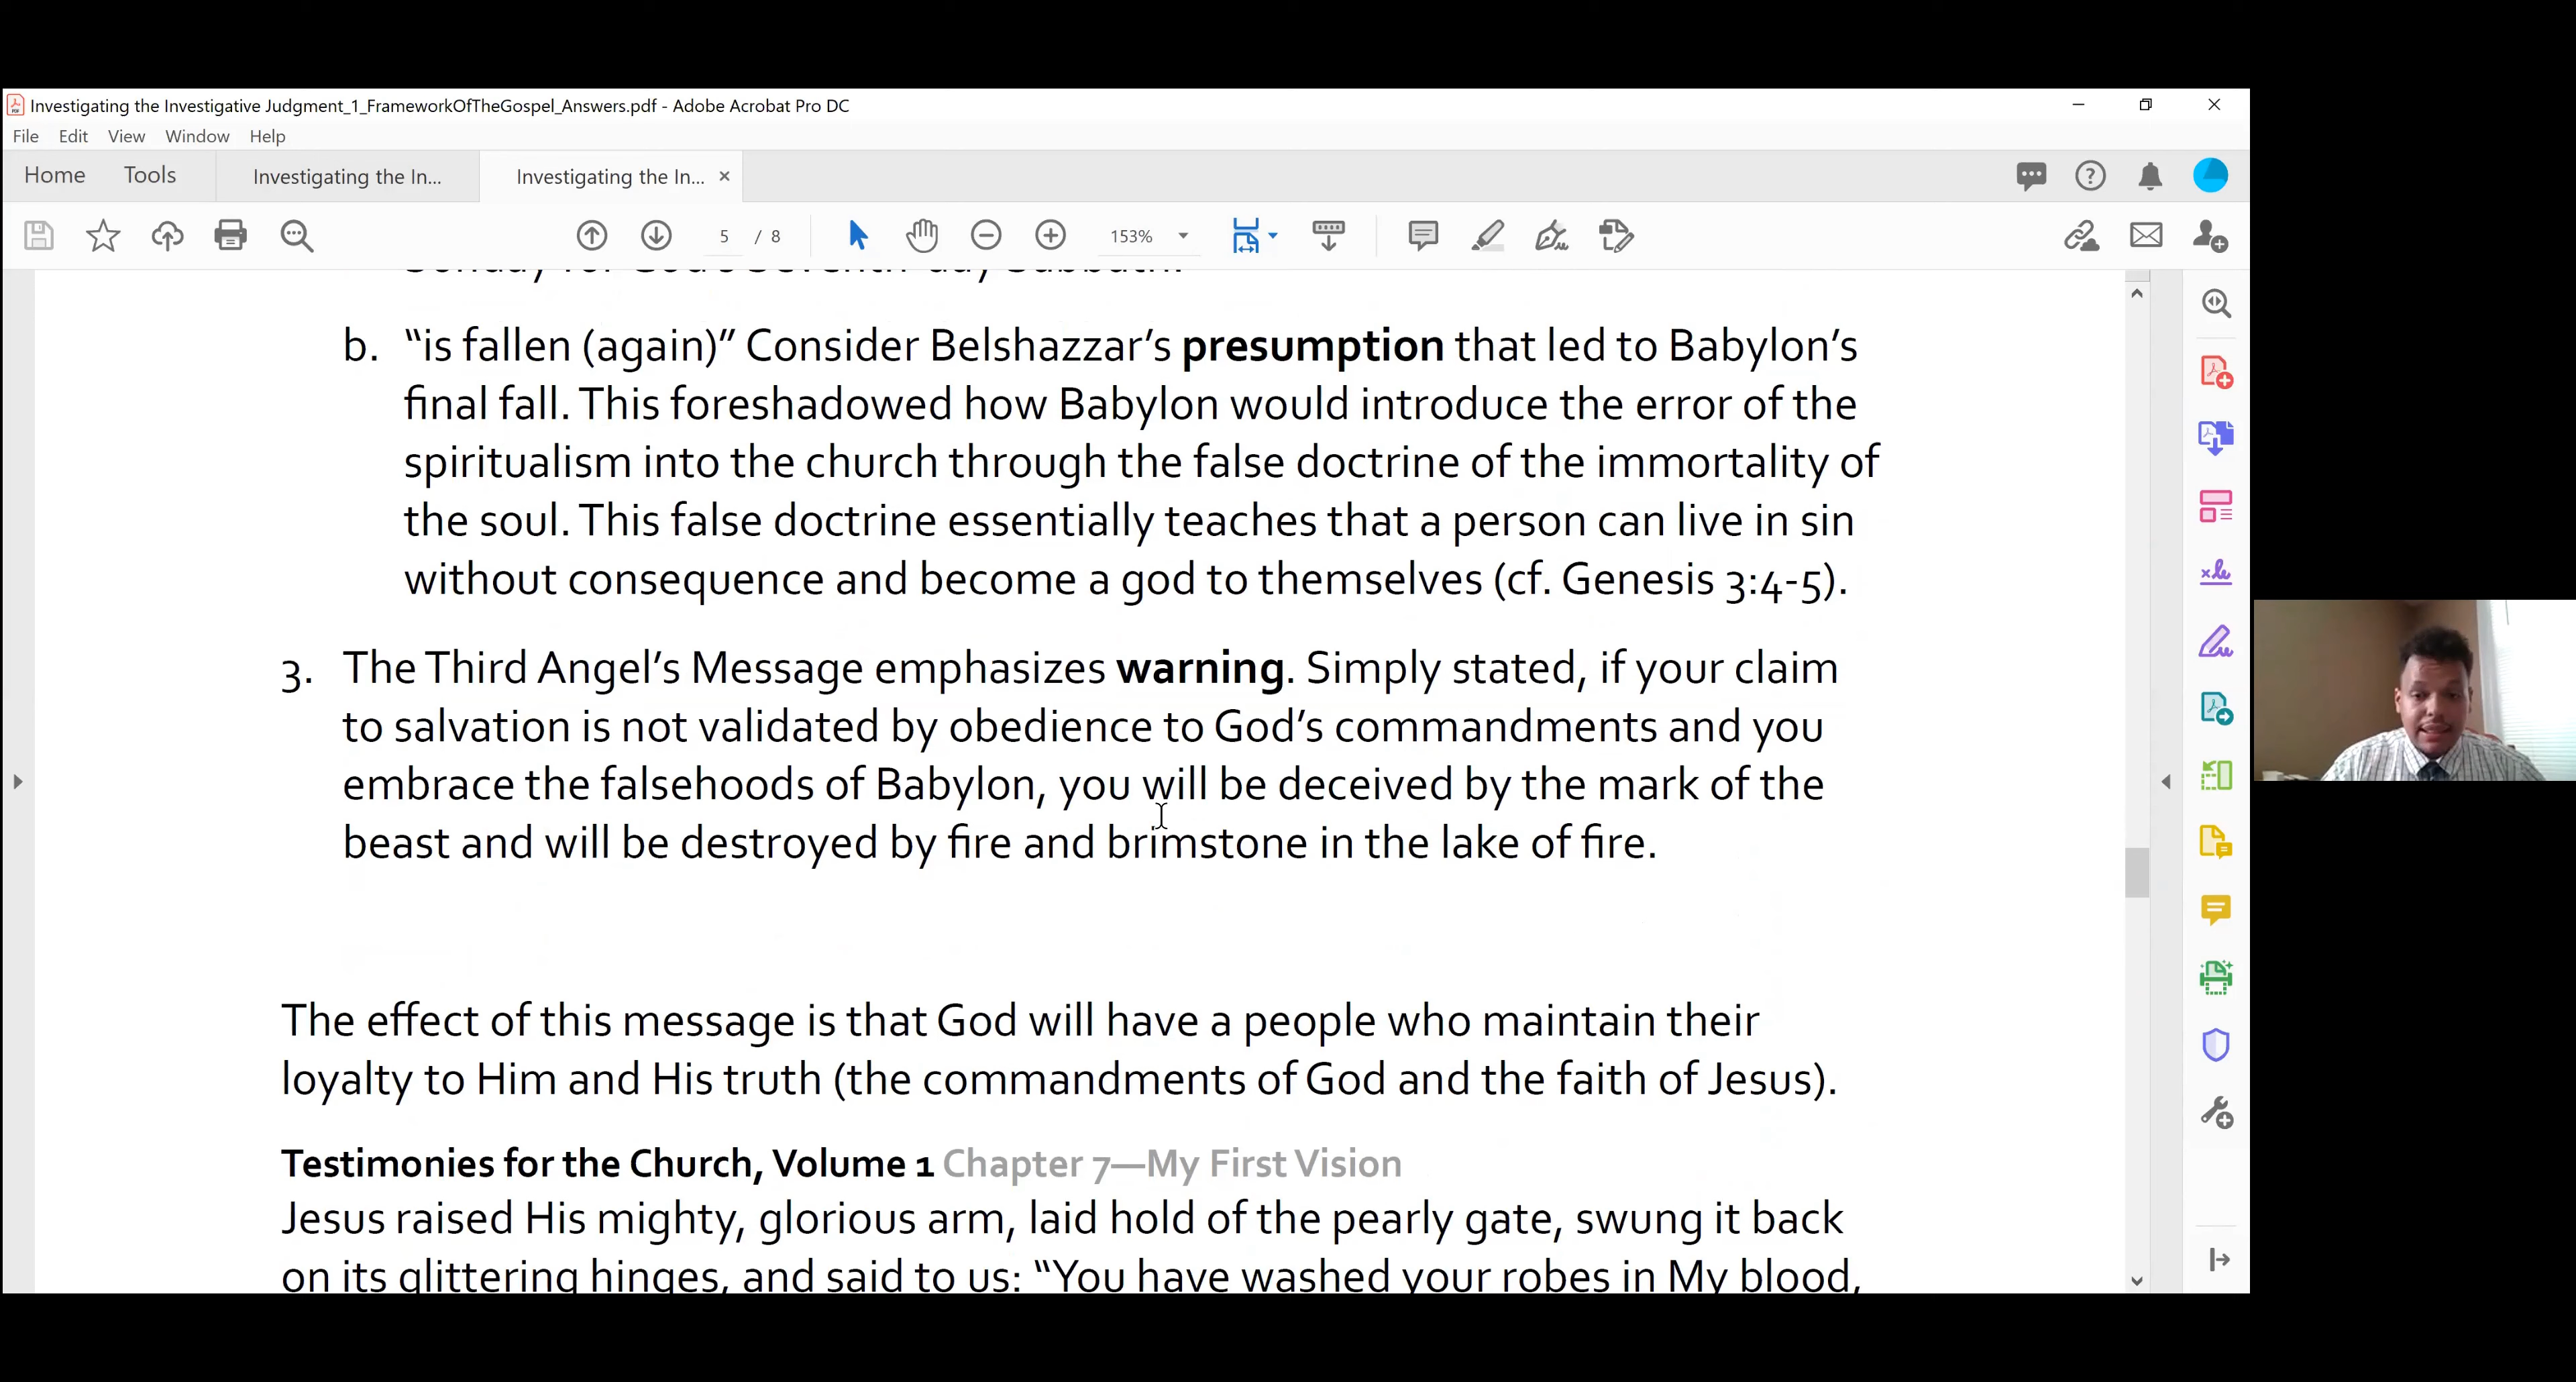 Investigating the Investigative Judgment_1_FrameworkOfTheGospel_Answers.pdf - Adobe Acrobat Pro DC
File Edit View Window Help
Home Tools Investigating the In... Investigating the In... ×
5 / 8 153%
Sunday for God's Seventh-day Sabbath.
b. “is fallen (again)” Consider Belshazzar’s presumption that led to Babylon’s
final fall. This foreshadowed how Babylon would introduce the error of the
spiritualism into the church through the false doctrine of the immortality of
the soul. This false doctrine essentially teaches that a person can live in sin
without consequence and become a god to themselves (cf. Genesis 3:4-5).
3. The Third Angel’s Message emphasizes warning. Simply stated, if your claim
to salvation is not validated by obedience to God’s commandments and you
embrace the falsehoods of Babylon, you will be deceived by the mark of the
beast and will be destroyed by fire and brimstone in the lake of fire.
The effect of this message is that God will have a people who maintain their
loyalty to Him and His truth (the commandments of God and the faith of Jesus).
Testimonies for the Church, Volume 1 Chapter 7—My First Vision
Jesus raised His mighty, glorious arm, laid hold of the pearly gate, swung it back
on its glittering hinges, and said to us: “You have washed your robes in My blood,